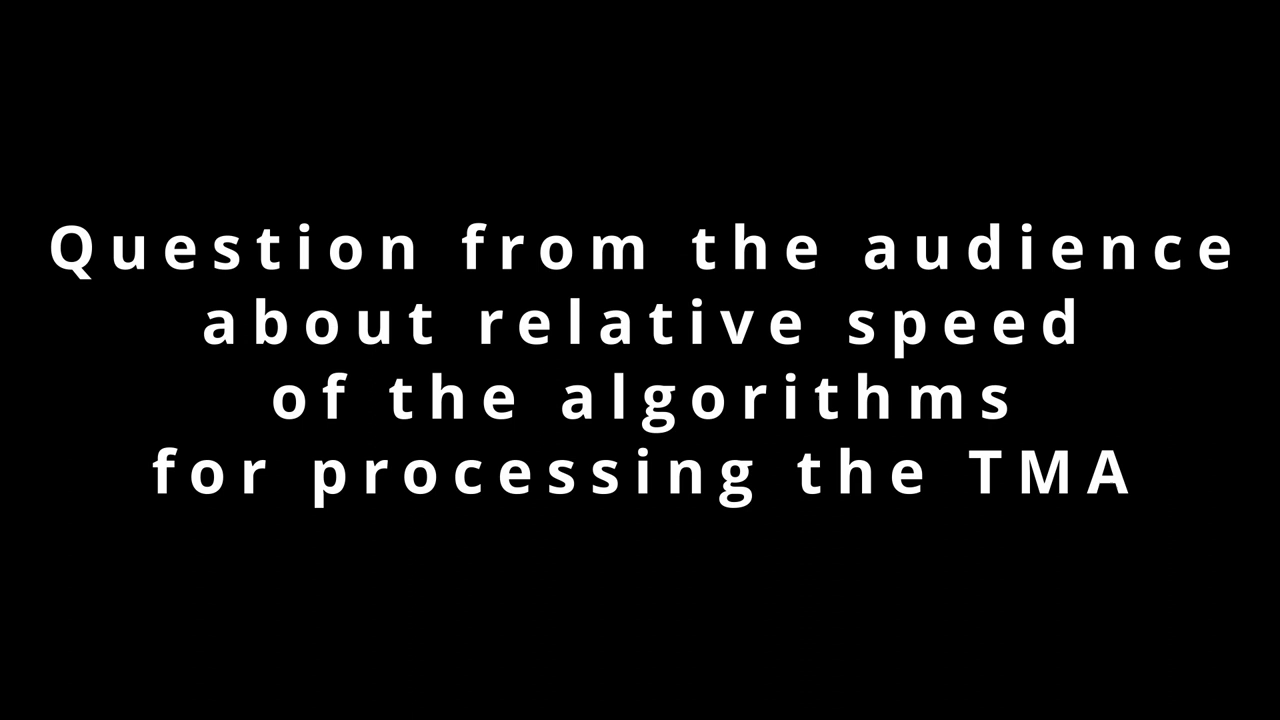 Question from the audience
about relative speed
of the algorithms
for processing the TMA